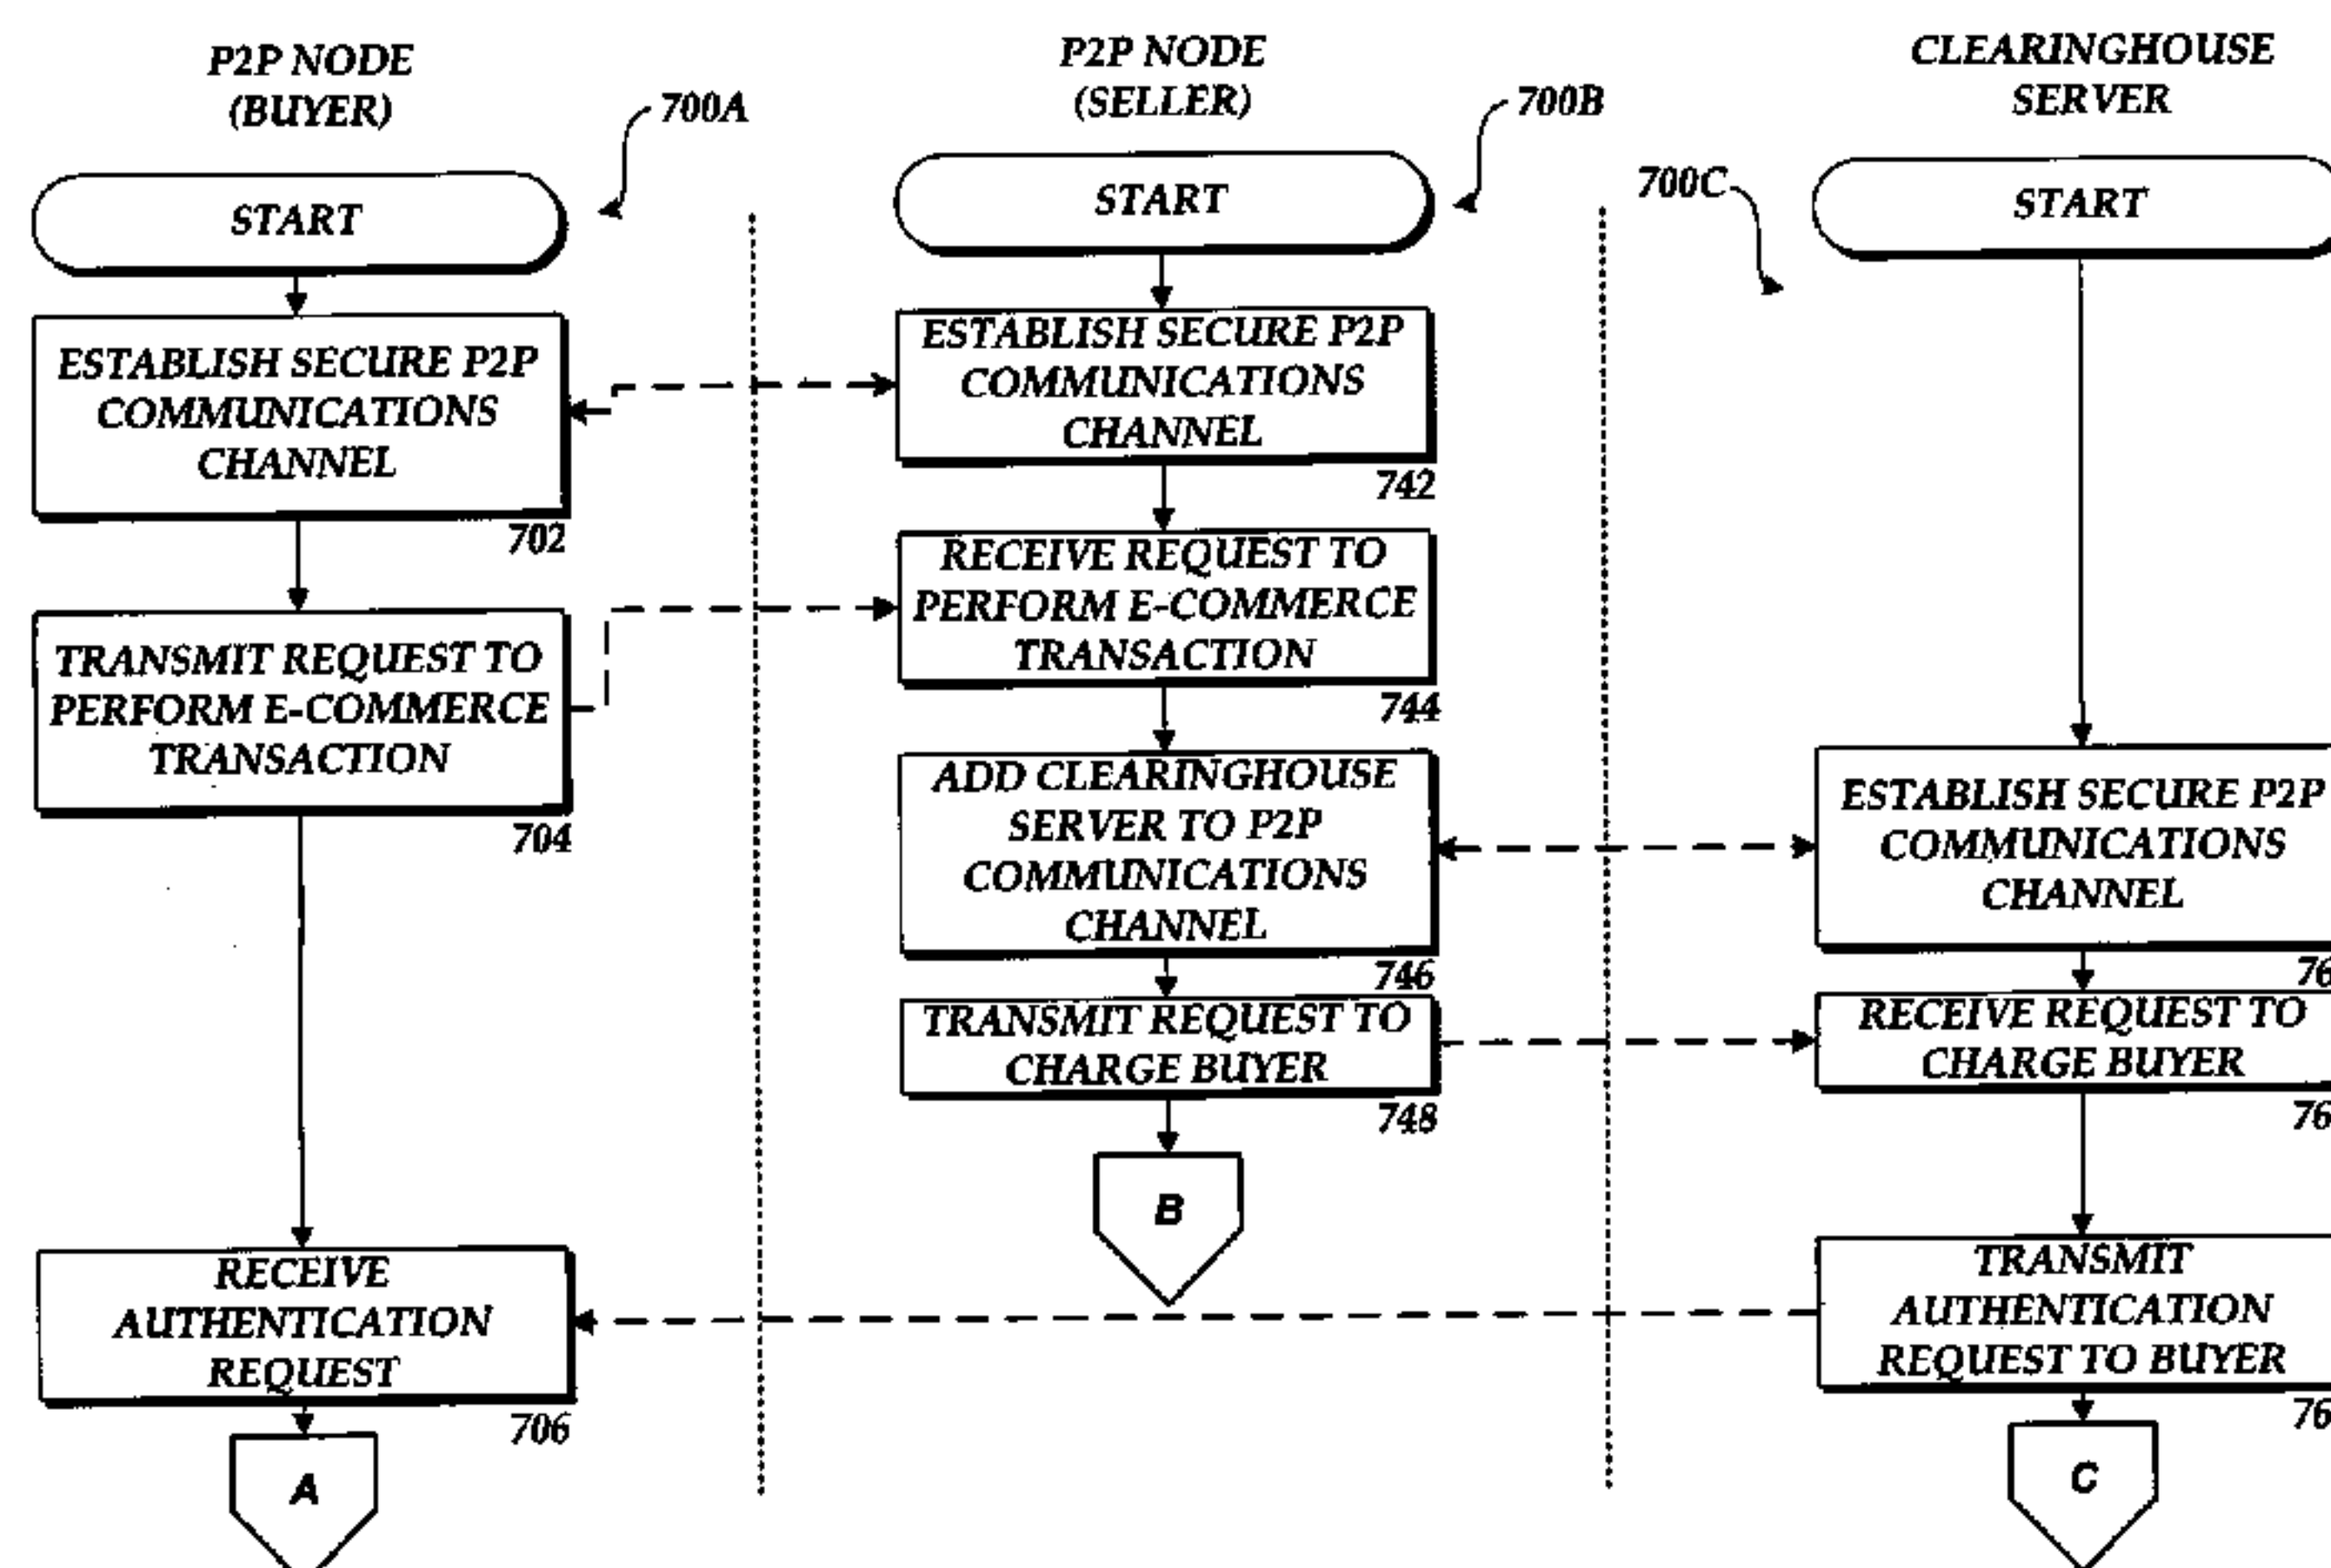 P2P NODE
(BUYER)
700A
START
ESTABLISH SECURE P2P
COMMUNICATIONS
CHANNEL
702
TRANSMIT REQUEST TO
PERFORM E-COMMERCE
TRANSACTION
704
RECEIVE
AUTHENTICATION
REQUEST
706
A
P2P NODE
(SELLER)
700B
START
ESTABLISH SECURE P2P
COMMUNICATIONS
CHANNEL
742
RECEIVE REQUEST TO
PERFORM E-COMMERCE
TRANSACTION
744
ADD CLEARINGHOUSE
SERVER TO P2P
COMMUNICATIONS
CHANNEL
746
TRANSMIT REQUEST TO
CHARGE BUYER
748
B
CLEARINGHOUSE
SERVER
700C
START
ESTABLISH SECURE P2P
COMMUNICATIONS
CHANNEL
RECEIVE REQUEST TO
CHARGE BUYER
TRANSMIT
AUTHENTICATION
REQUEST TO BUYER
C